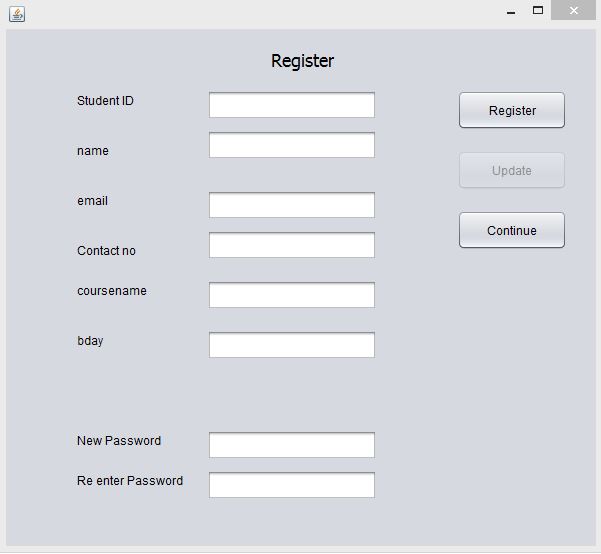 Register
Student ID
Register
name
Update
email
Continue
Contact no
coursename
bday
New Password
Re enter Password